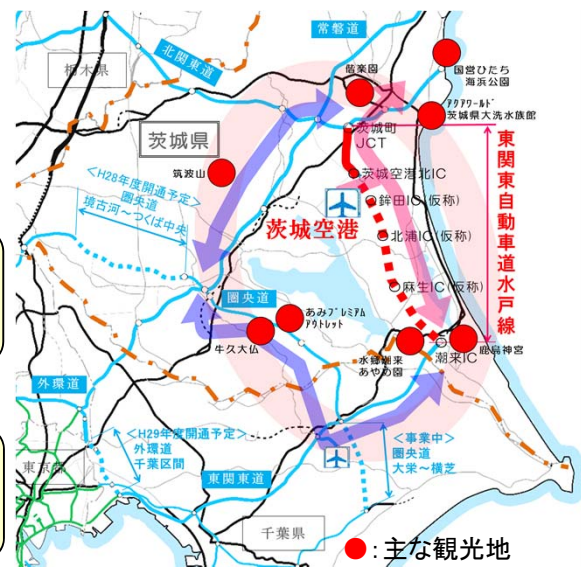 常磐道
北関東道
栃木県
偕楽園
国営ひたち
海浜公園
アクアワールド
茨城県大洗水族館
茨城町
JCT
茨城県
筑波山
茨城空港北IC
<H28年度開通予定>
圏央道
境古河~つくば中央
鉾田IC(仮称)
茨城空港
北浦IC(仮称)
東関東自動車道水戸線
麻生IC(仮称)
圏央道
あみプレミアム
アウトレット
牛久大仏
水郷潮来
あやめ園
潮来IC
鹿島神宮
外環道
<H29年度開通予定>
外環道
千葉区間
<事業中>
圏央道
大栄~横芝
東京都
東関東道
千葉県
●:主な観光地